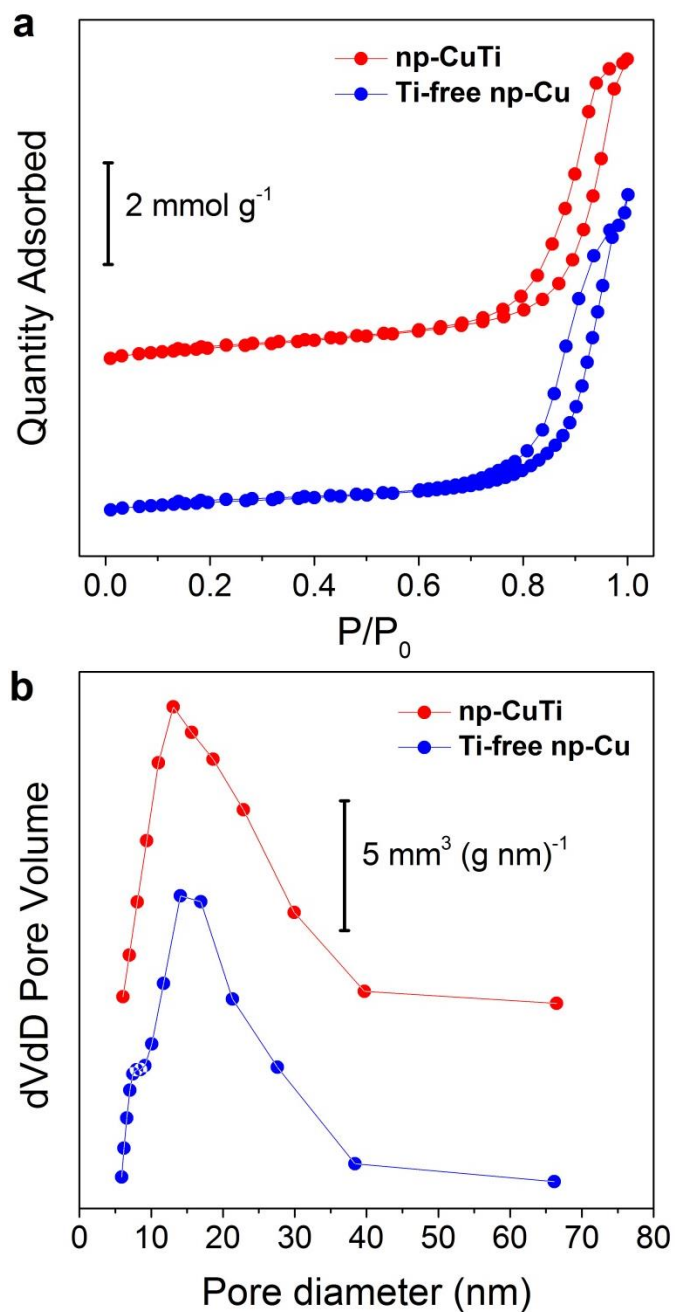 a
np-CuTi
Ti-free np-Cu
2 mmol g⁻¹
Quantity Adsorbed
0.0 0.2 0.4 0.6 0.8 1.0
P/P₀
b
np-CuTi
Ti-free np-Cu
5 mm³ (g nm)⁻¹
dVdD Pore Volume
0 10 20 30 40 50 60 70 80
Pore diameter (nm)